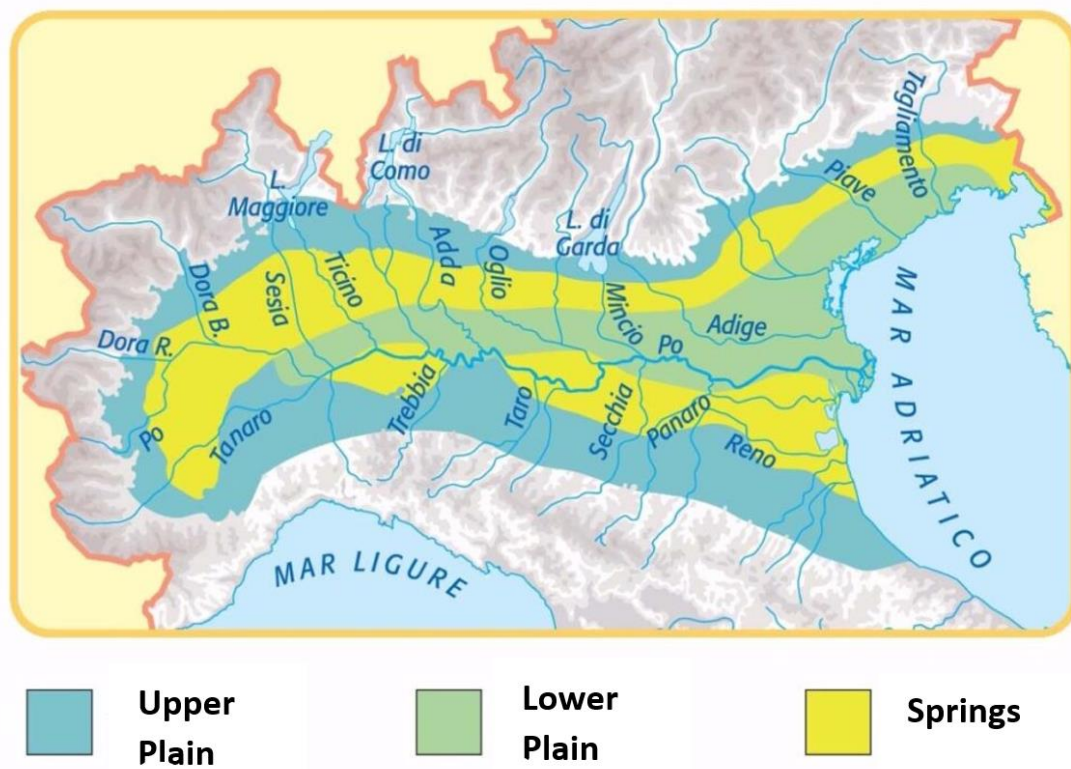 Tagliamento
L. di
Como
L.
Maggiore
Piave
L. di
Garda
Adda
Oglio
Ticino
Sesia
Dora B.
Mincio
Adige
Po
Dora R.
MAR ADRIATICO
Trebbia
Taro
Secchia
Panaro
Reno
Tanaro
Po
MAR LIGURE
Upper
Plain
Lower
Plain
Springs